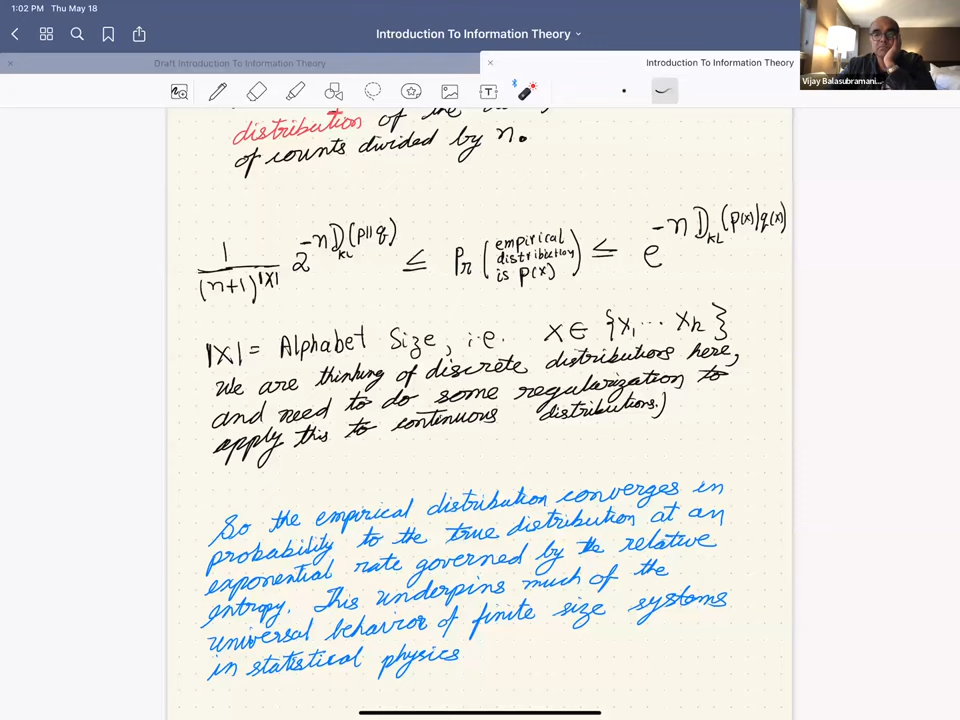 1:02 PM Thu May 18
Introduction To Information Theory
Draft Introduction To Information Theory
Introduction To Information Theory
Vijay Balasubramani...
distribution of the
of counts divided by n.
1/(n+1)^|X| 2^{-n D_KL(p||q)} ≤ Pr(empirical distribution is p(x)) ≤ e^{-n D_KL(p(x)|q(x))}
|X| = Alphabet Size, i.e. X ∈ {X₁ ... Xₖ}
We are thinking of discrete distributions here,
and need to do some regularization to
apply this to continuous distributions.)
So the empirical distribution converges in
probability to the true distribution at an
exponential rate governed by the relative
entropy. This underpins much of the
universal behavior of finite size systems
in statistical physics